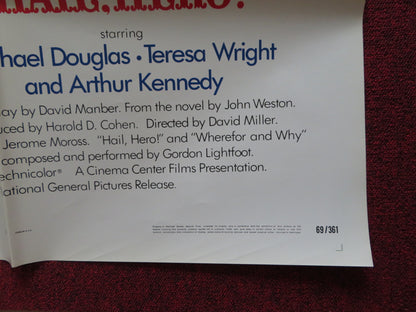 HAIL, HERO!
starring
hael Douglas • Teresa Wright
and Arthur Kennedy
ay by David Manber. From the novel by John Weston.
uced by Harold D. Cohen. Directed by David Miller.
Jerome Moross. "Hail, Hero!" and "Wherefor and Why"
composed and performed by Gordon Lightfoot.
echnicolor® A Cinema Center Films Presentation.
ational General Pictures Release.
69/361